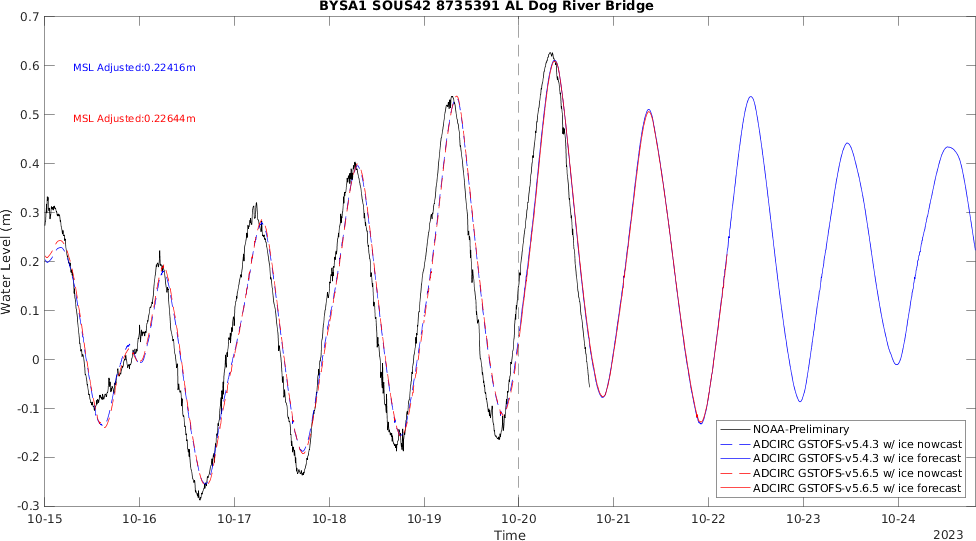 BYSA1 SOUS42 8735391 AL Dog River Bridge
0.7
0.6
0.5
0.4
0.3
0.2
0.1
0
-0.1
-0.2
-0.3
Water Level (m)
MSL Adjusted:0.22416m
MSL Adjusted:0.22644m
NOAA-Preliminary
ADCIRC GSTOFS-v5.4.3 w/ ice nowcast
ADCIRC GSTOFS-v5.4.3 w/ ice forecast
ADCIRC GSTOFS-v5.6.5 w/ ice nowcast
ADCIRC GSTOFS-v5.6.5 w/ ice forecast
10-15 10-16 10-17 10-18 10-19 10-20 10-21 10-22 10-23 10-24
Time
2023